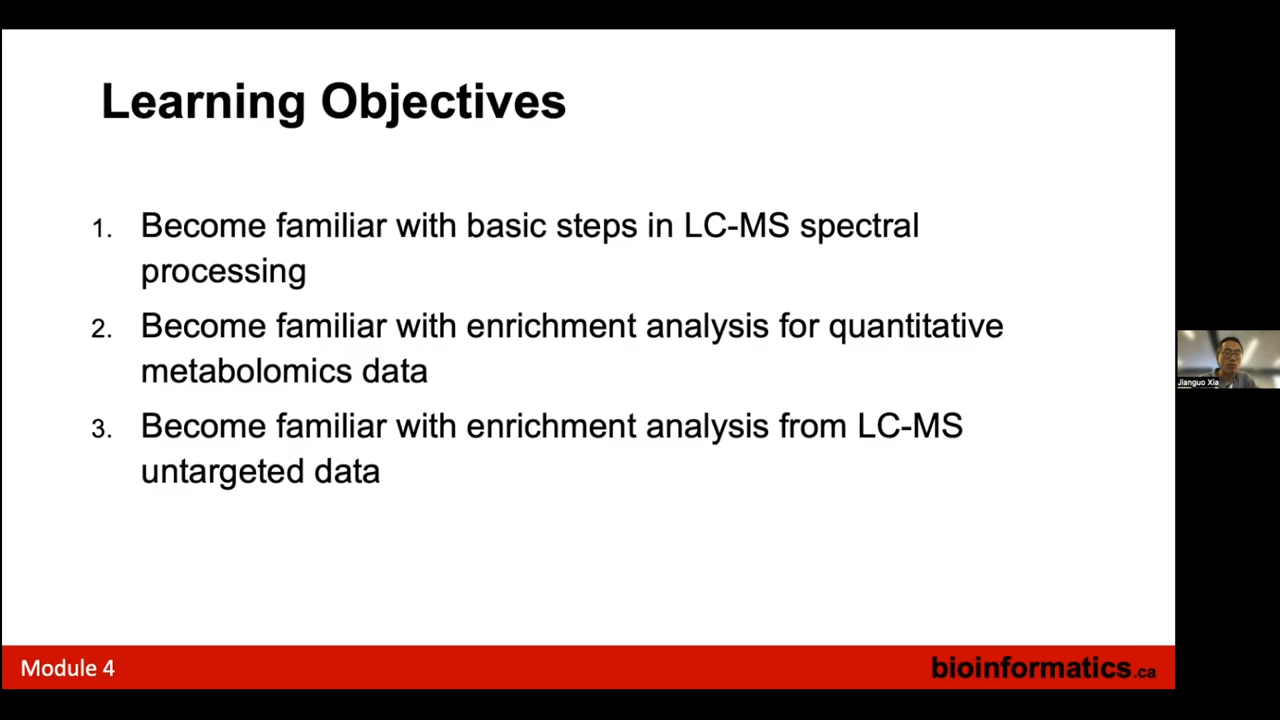 Learning Objectives
1. Become familiar with basic steps in LC-MS spectral
processing
2. Become familiar with enrichment analysis for quantitative
metabolomics data
3. Become familiar with enrichment analysis from LC-MS
untargeted data
Jianguo Xia
Module 4
bioinformatics.ca